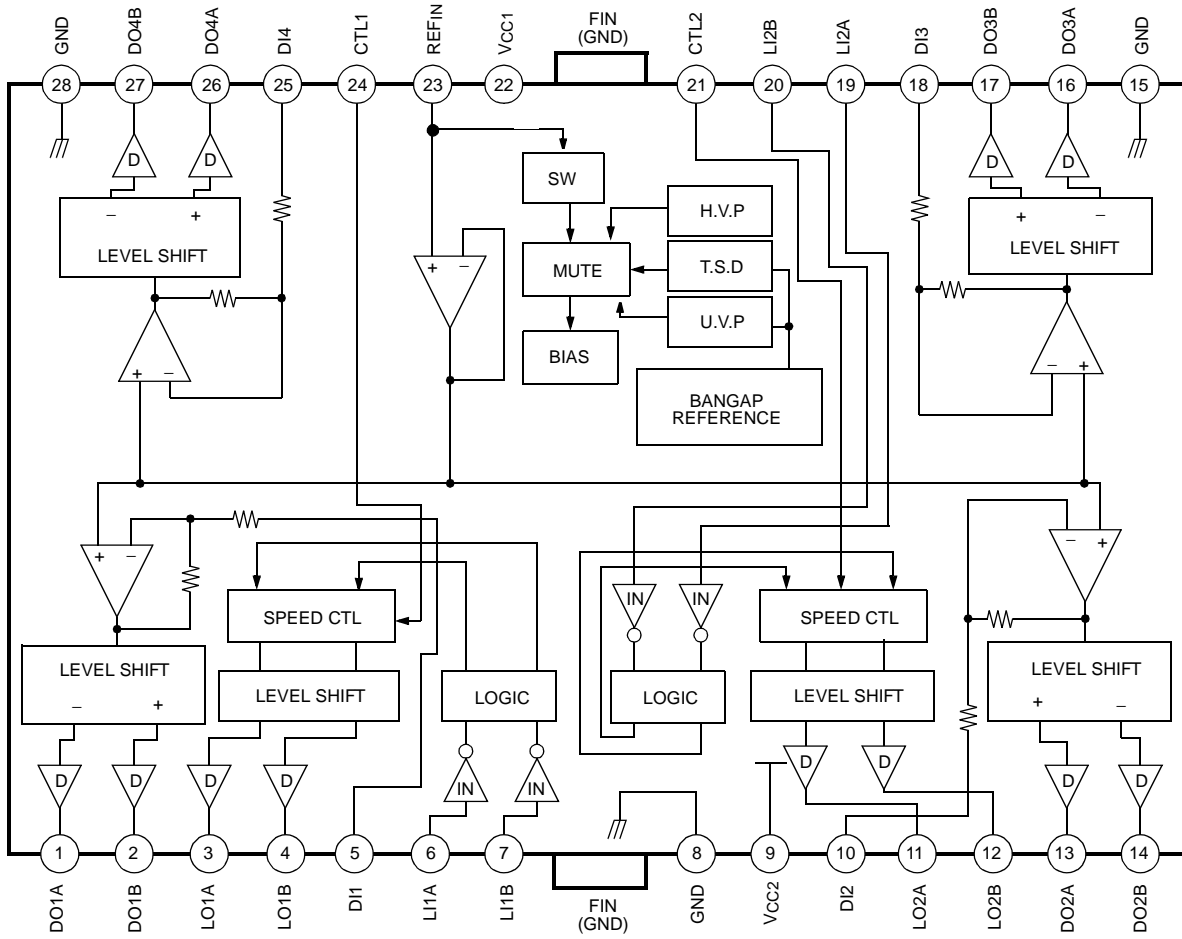 GND
DO4B
DO4A
DI4
CTL1
REFIN
VCC1
FIN
(GND)
CTL2
LI2B
LI2A
DI3
DO3B
DO3A
GND
28
27
26
25
24
23
22
21
20
19
18
17
16
15
D
D
D
D
SW
− +
LEVEL SHIFT
H.V.P
+ −
LEVEL SHIFT
MUTE
T.S.D
+ −
U.V.P
BIAS
+ −
− +
BANGAP
REFERENCE
+ −
− +
SPEED CTL
IN
IN
SPEED CTL
LEVEL SHIFT
− +
LEVEL SHIFT
LOGIC
LOGIC
LEVEL SHIFT
LEVEL SHIFT
+ −
D
D
D
D
IN
IN
D
D
D
D
1
2
3
4
5
6
7
8
9
10
11
12
13
14
DO1A
DO1B
LO1A
LO1B
DI1
LI1A
LI1B
FIN
(GND)
GND
VCC2
DI2
LO2A
LO2B
DO2A
DO2B